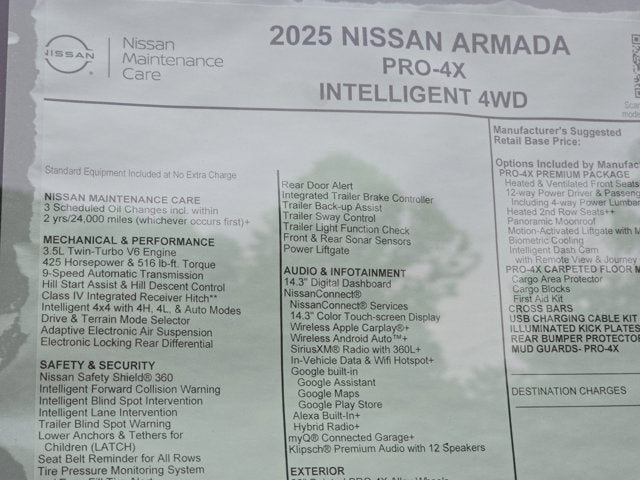 NISSAN
Nissan
Maintenance
Care
2025 NISSAN ARMADA
PRO-4X
INTELLIGENT 4WD
Scan
Standard Equipment Included at No Extra Charge
NISSAN MAINTENANCE CARE
3 Scheduled Oil Changes incl. within
2 yrs/24,000 miles (whichever occurs first)+
MECHANICAL & PERFORMANCE
3.5L Twin-Turbo V6 Engine
425 Horsepower & 516 lb-ft. Torque
9-Speed Automatic Transmission
Hill Start Assist & Hill Descent Control
Class IV Integrated Receiver Hitch**
Intelligent 4x4 with 4H, 4L, & Auto Modes
Drive & Terrain Mode Selector
Adaptive Electronic Air Suspension
Electronic Locking Rear Differential
SAFETY & SECURITY
Nissan Safety Shield® 360
Intelligent Forward Collision Warning
Intelligent Blind Spot Intervention
Intelligent Lane Intervention
Trailer Blind Spot Warning
Lower Anchors & Tethers for
Children (LATCH)
Seat Belt Reminder for All Rows
Tire Pressure Monitoring System
Rear Door Alert
Integrated Trailer Brake Controller
Trailer Back-up Assist
Trailer Sway Control
Trailer Light Function Check
Front & Rear Sonar Sensors
Power Liftgate
AUDIO & INFOTAINMENT
14.3" Digital Dashboard
NissanConnect®
NissanConnect® Services
14.3" Color Touch-screen Display
Wireless Apple Carplay®+
Wireless Android Auto™+
SiriusXM® Radio with 360L+
In-Vehicle Data & Wifi Hotspot+
Google built-in
Google Assistant
Google Maps
Google Play Store
Alexa Built-in+
Hybrid Radio+
myQ® Connected Garage+
Klipsch® Premium Audio with 12 Speakers
EXTERIOR
Manufacturer's Suggested
Retail Base Price:
Options Included by Manufac
PRO-4X PREMIUM PACKAGE
Heated & Ventilated Front Seats
12-way Power Driver & Passeng
Including 4-way Power Lumba
Heated 2nd Row Seats++
Panoramic Moonroof
Motion-Activated Liftgate with M
Biometric Cooling
Intelligent Dash Cam
with Remote View & Journey
PRO-4X CARPETED FLOOR M
Cargo Area Protector
Cargo Blocks
First Aid Kit
CROSS BARS
USB CHARGING CABLE KIT
ILLUMINATED KICK PLATES
REAR BUMPER PROTECTOR
MUD GUARDS- PRO-4X
DESTINATION CHARGES